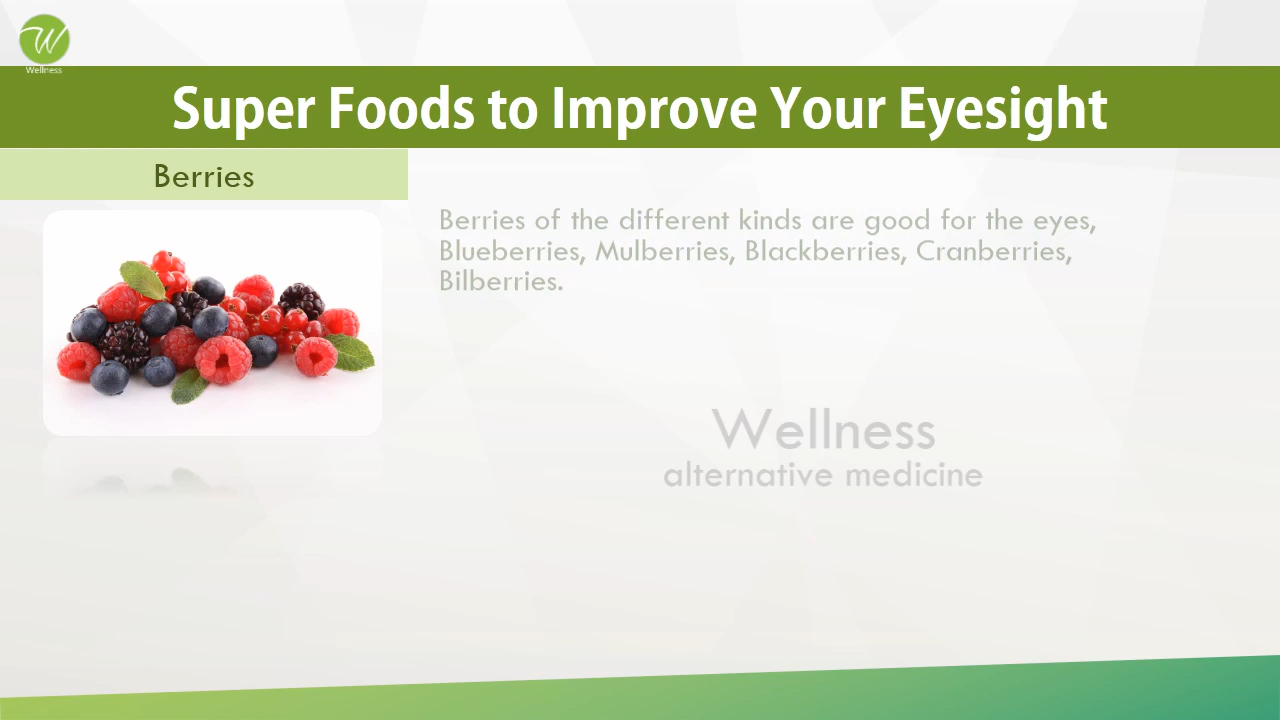 Wellness
Super Foods to Improve Your Eyesight
Berries
Berries of the different kinds are good for the eyes,
Blueberries, Mulberries, Blackberries, Cranberries,
Bilberries.
Wellness
alternative medicine